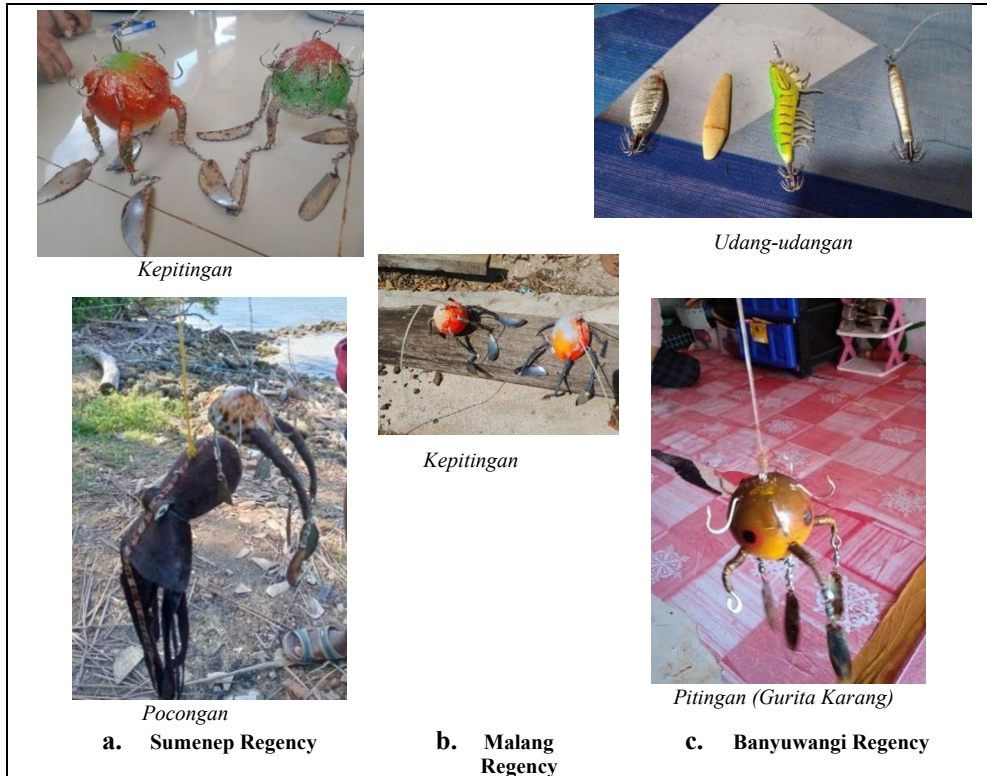 Kepitingan
Udang-udangan
Kepitingan
Pocongan
Pitingan (Gurita Karang)
a. Sumenep Regency
b. Malang
Regency
c. Banyuwangi Regency